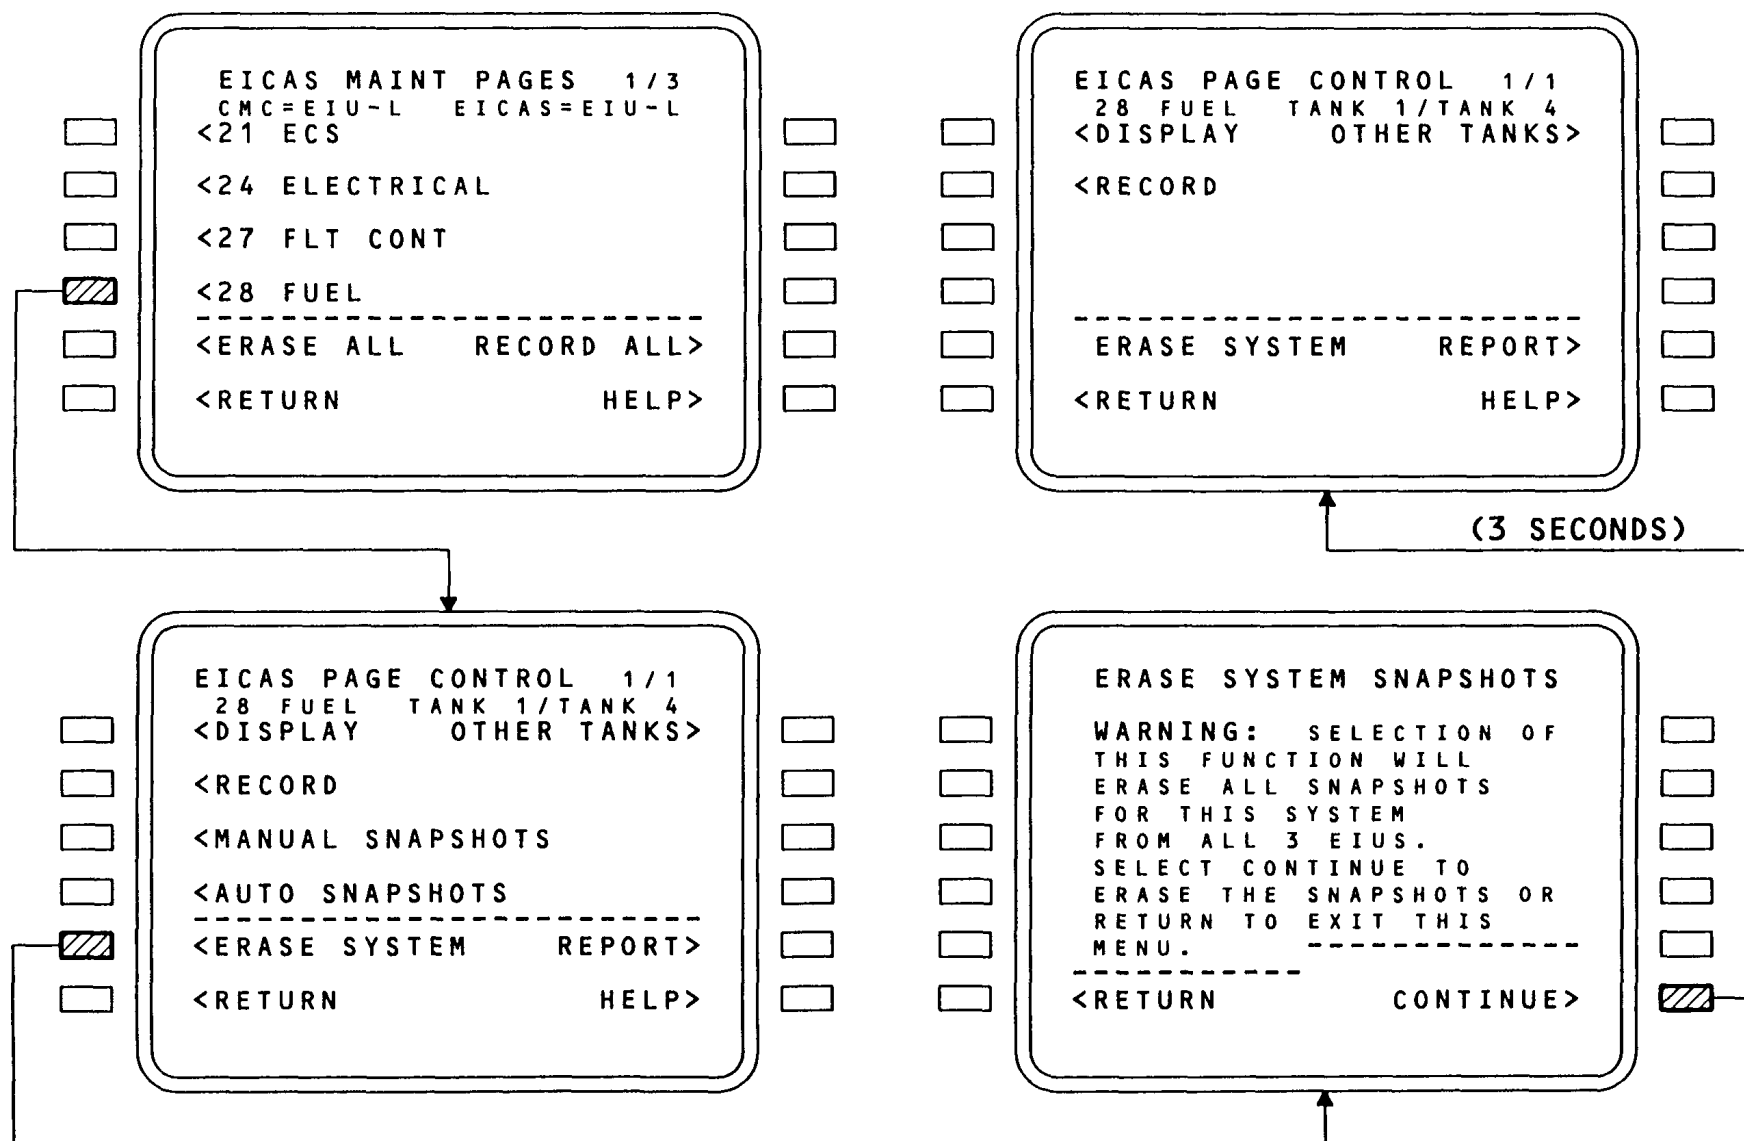 EICAS MAINT PAGES 1/3
CMC=EIU-L EICAS=EIU-L
<21 ECS
<24 ELECTRICAL
<27 FLT CONT
<28 FUEL
<ERASE ALL RECORD ALL>
<RETURN HELP>
EICAS PAGE CONTROL 1/1
28 FUEL TANK 1/TANK 4
<DISPLAY OTHER TANKS>
<RECORD
ERASE SYSTEM REPORT>
<RETURN HELP>
(3 SECONDS)
EICAS PAGE CONTROL 1/1
28 FUEL TANK 1/TANK 4
<DISPLAY OTHER TANKS>
<RECORD
<MANUAL SNAPSHOTS
<AUTO SNAPSHOTS
<ERASE SYSTEM REPORT>
<RETURN HELP>
ERASE SYSTEM SNAPSHOTS
WARNING: SELECTION OF
THIS FUNCTION WILL
ERASE ALL SNAPSHOTS
FOR THIS SYSTEM
FROM ALL 3 EIUS.
SELECT CONTINUE TO
ERASE THE SNAPSHOTS OR
RETURN TO EXIT THIS
MENU.
<RETURN CONTINUE>